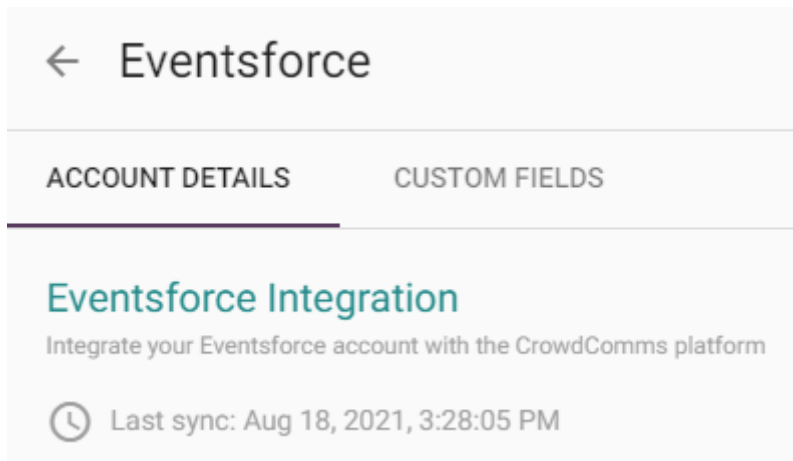 Eventsforce
ACCOUNT DETAILS CUSTOM FIELDS
Eventsforce Integration
Integrate your Eventsforce account with the CrowdComms platform
Last sync: Aug 18, 2021, 3:28:05 PM